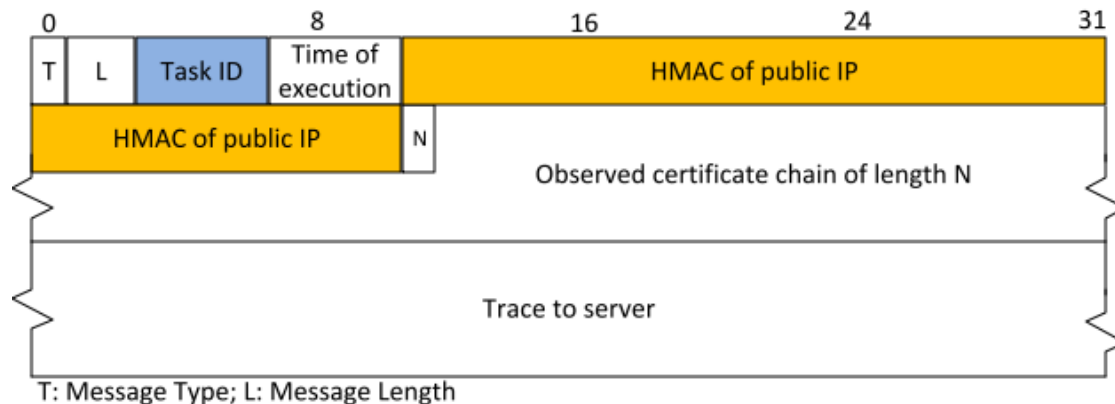 0 8 16 24 31
T L Task ID Time of execution HMAC of public IP
HMAC of public IP N
Observed certificate chain of length N
Trace to server
T: Message Type; L: Message Length